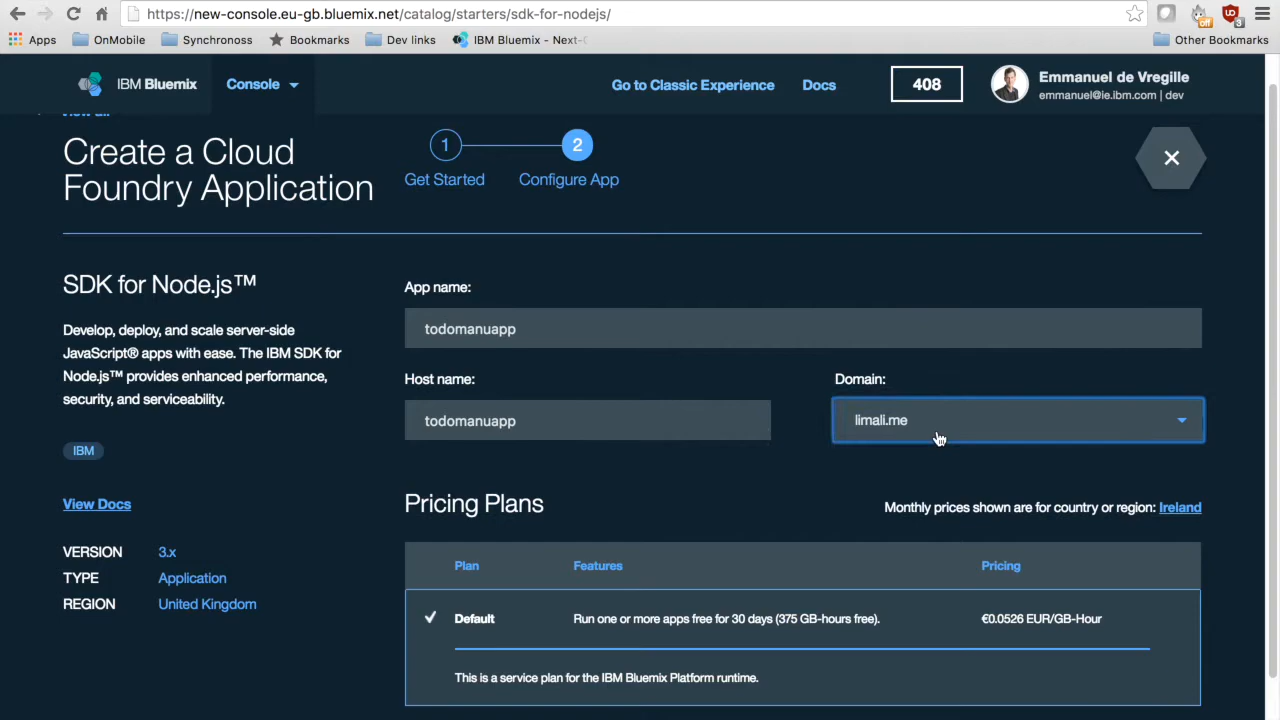 https://new-console.eu-gb.bluemix.net/catalog/starters/sdk-for-nodejs/
Apps
OnMobile
Synchronoss
Bookmarks
Dev links
IBM Bluemix - Next-
Other Bookmarks
off
3
IBM Bluemix
Console
Go to Classic Experience
Docs
408
Emmanuel de Vregille
emmanuel@ie.ibm.com | dev
Create a Cloud
Foundry Application
1
Get Started
2
Configure App
SDK for Node.js™
Develop, deploy, and scale server-side
JavaScript® apps with ease. The IBM SDK for
Node.js™ provides enhanced performance,
security, and serviceability.
IBM
View Docs
VERSION 3.x
TYPE Application
REGION United Kingdom
App name:
todomanuapp
Host name:
todomanuapp
Domain:
limali.me
Pricing Plans
Monthly prices shown are for country or region: Ireland
Plan Features Pricing
Default Run one or more apps free for 30 days (375 GB-hours free). €0.0526 EUR/GB-Hour
This is a service plan for the IBM Bluemix Platform runtime.